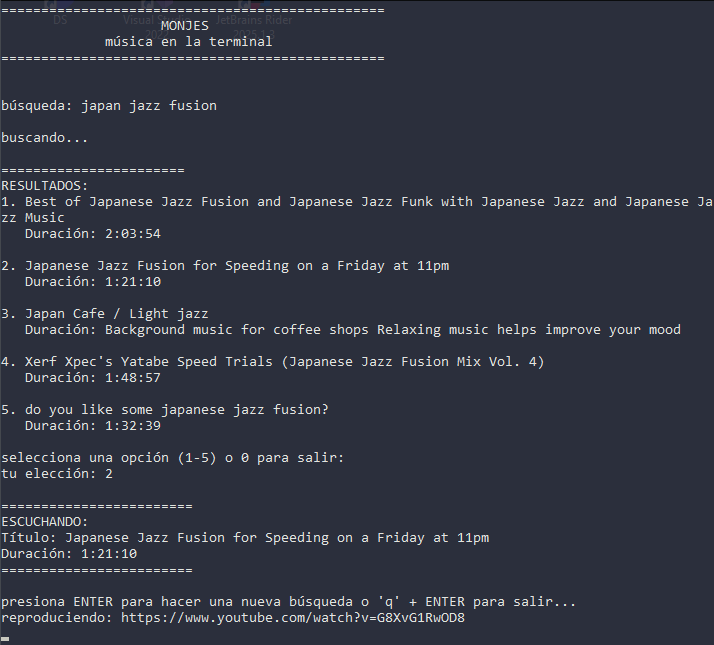 ================================================
MONJES
música en la terminal
================================================
búsqueda: japan jazz fusion
buscando...
=======================
RESULTADOS:
1. Best of Japanese Jazz Fusion and Japanese Jazz Funk with Japanese Jazz and Japanese Ja
zz Music
Duración: 2:03:54
2. Japanese Jazz Fusion for Speeding on a Friday at 11pm
Duración: 1:21:10
3. Japan Cafe / Light jazz
Duración: Background music for coffee shops Relaxing music helps improve your mood
4. Xerf Xpec's Yatabe Speed Trials (Japanese Jazz Fusion Mix Vol. 4)
Duración: 1:48:57
5. do you like some japanese jazz fusion?
Duración: 1:32:39
selecciona una opción (1-5) o 0 para salir:
tu elección: 2
========================
ESCUCHANDO:
Título: Japanese Jazz Fusion for Speeding on a Friday at 11pm
Duración: 1:21:10
========================
presiona ENTER para hacer una nueva búsqueda o 'q' + ENTER para salir...
reproduciendo: https://www.youtube.com/watch?v=G8XvG1RwOD8